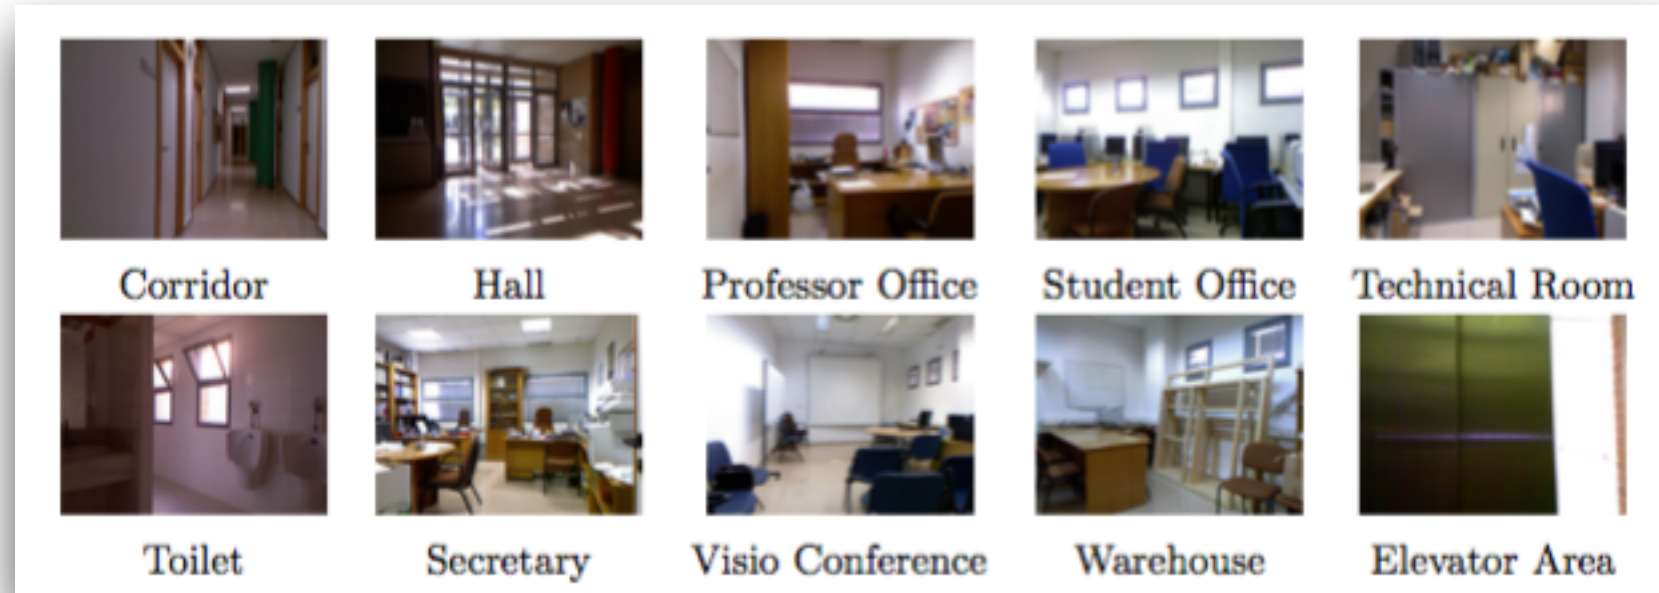 Corridor
Hall
Professor Office
Student Office
Technical Room
Toilet
Secretary
Visio Conference
Warehouse
Elevator Area